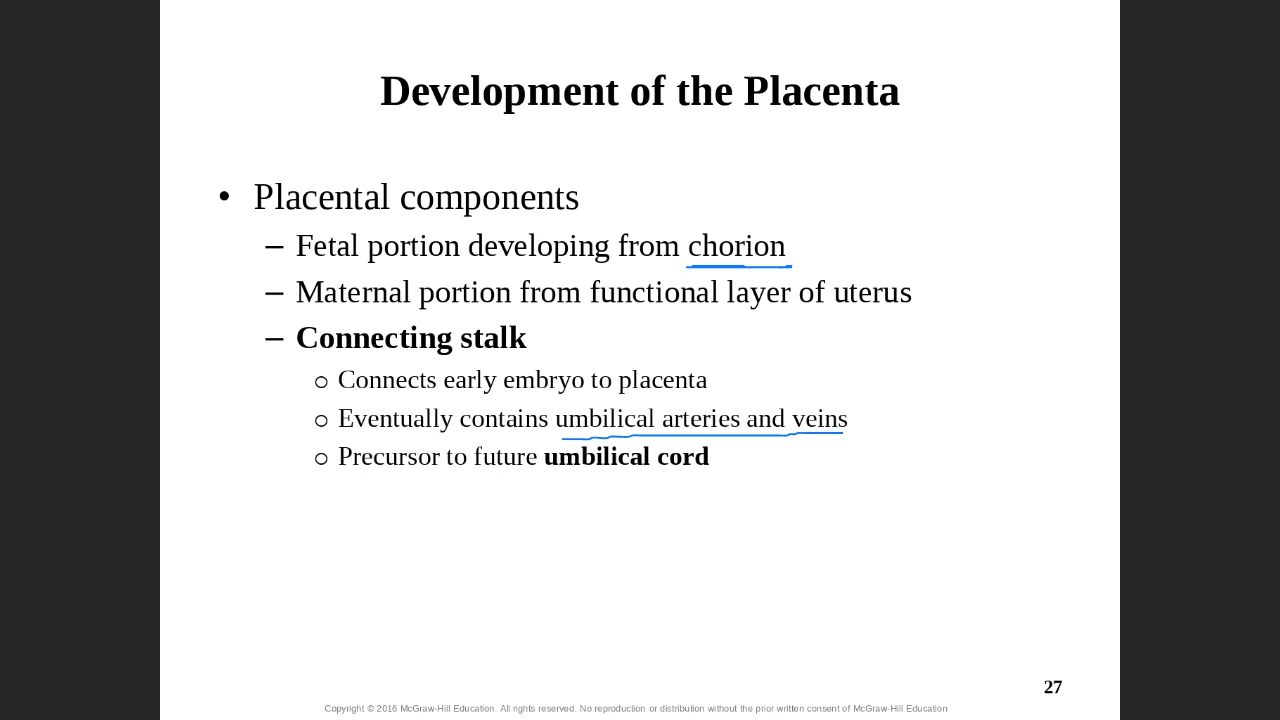 Development of the Placenta
• Placental components
– Fetal portion developing from chorion
– Maternal portion from functional layer of uterus
– Connecting stalk
○ Connects early embryo to placenta
○ Eventually contains umbilical arteries and veins
○ Precursor to future umbilical cord
27
Copyright © 2016 McGraw-Hill Education. All rights reserved. No reproduction or distribution without the prior written consent of McGraw-Hill Education